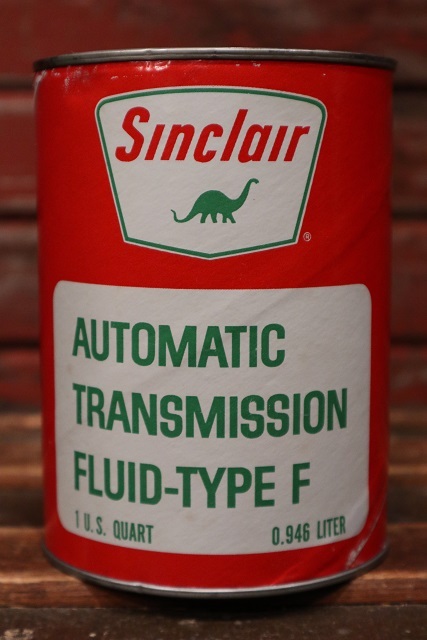 Sinclair
®
AUTOMATIC
TRANSMISSION
FLUID-TYPE F
1 U.S. QUART 0.946 LITER